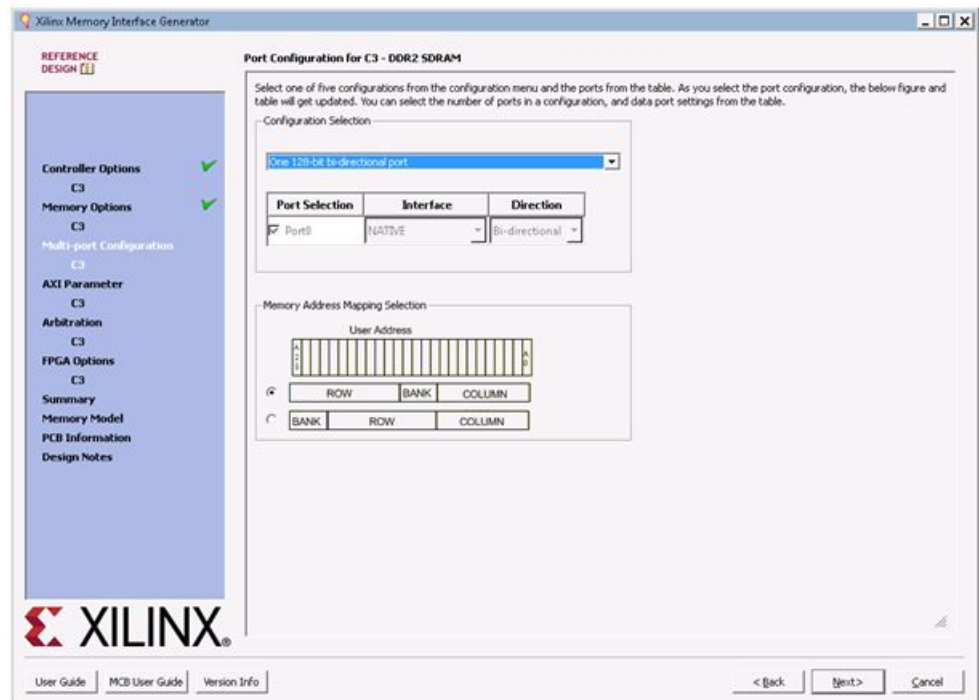 Xilinx Memory Interface Generator
REFERENCE
DESIGN
Port Configuration for C3 - DDR2 SDRAM
Select one of five configurations from the configuration menu and the ports from the table. As you select the port configuration, the below figure and
table will get updated. You can select the number of ports in a configuration, and data port settings from the table.
Configuration Selection
One 128-bit bi-directional port
Port Selection Interface Direction
Port0 NATIVE Bi-directional
Controller Options
C3
Memory Options
C3
Multi-port Configuration
C3
AXI Parameter
C3
Arbitration
C3
FPGA Options
C3
Summary
Memory Model
PCB Information
Design Notes
Memory Address Mapping Selection
User Address
A0
ROW BANK COLUMN
BANK ROW COLUMN
XILINX®
User Guide MCB User Guide Version Info < Back Next> Cancel